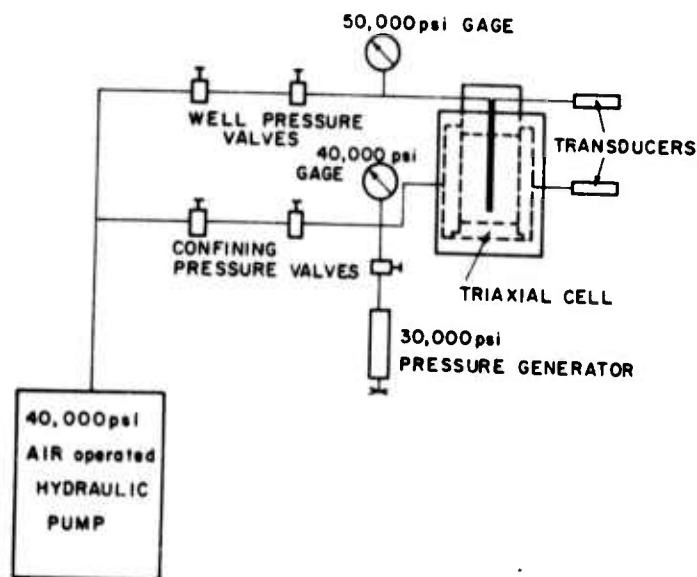 50,000psi GAGE
WELL PRESSURE
VALVES
40,000 psi
GAGE
TRANSDUCERS
CONFINING
PRESSURE VALVES
TRIAXIAL CELL
30,000psi
PRESSURE GENERATOR
40,000psi
AIR operated
HYDRAULIC
PUMP